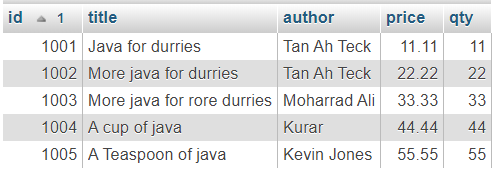 id 1 title author price qty
1001 Java for durries Tan Ah Teck 11.11 11
1002 More java for durries Tan Ah Teck 22.22 22
1003 More java for rore durries Moharrad Ali 33.33 33
1004 A cup of java Kurar 44.44 44
1005 A Teaspoon of java Kevin Jones 55.55 55